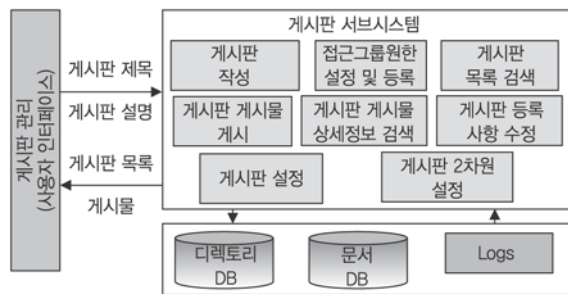 게시판 서브시스템
게시판 관리
(사용자 인터페이스)
게시판 제목
게시판 설명
게시판 목록
게시물
게시판
작성
접근그룹원한
설정 및 등록
게시판
목록 검색
게시판 게시물
게시
게시판 게시물
상세정보 검색
게시판 등록
사항 수정
게시판 설정
게시판 2차원
설정
디렉토리
DB
문서
DB
Logs